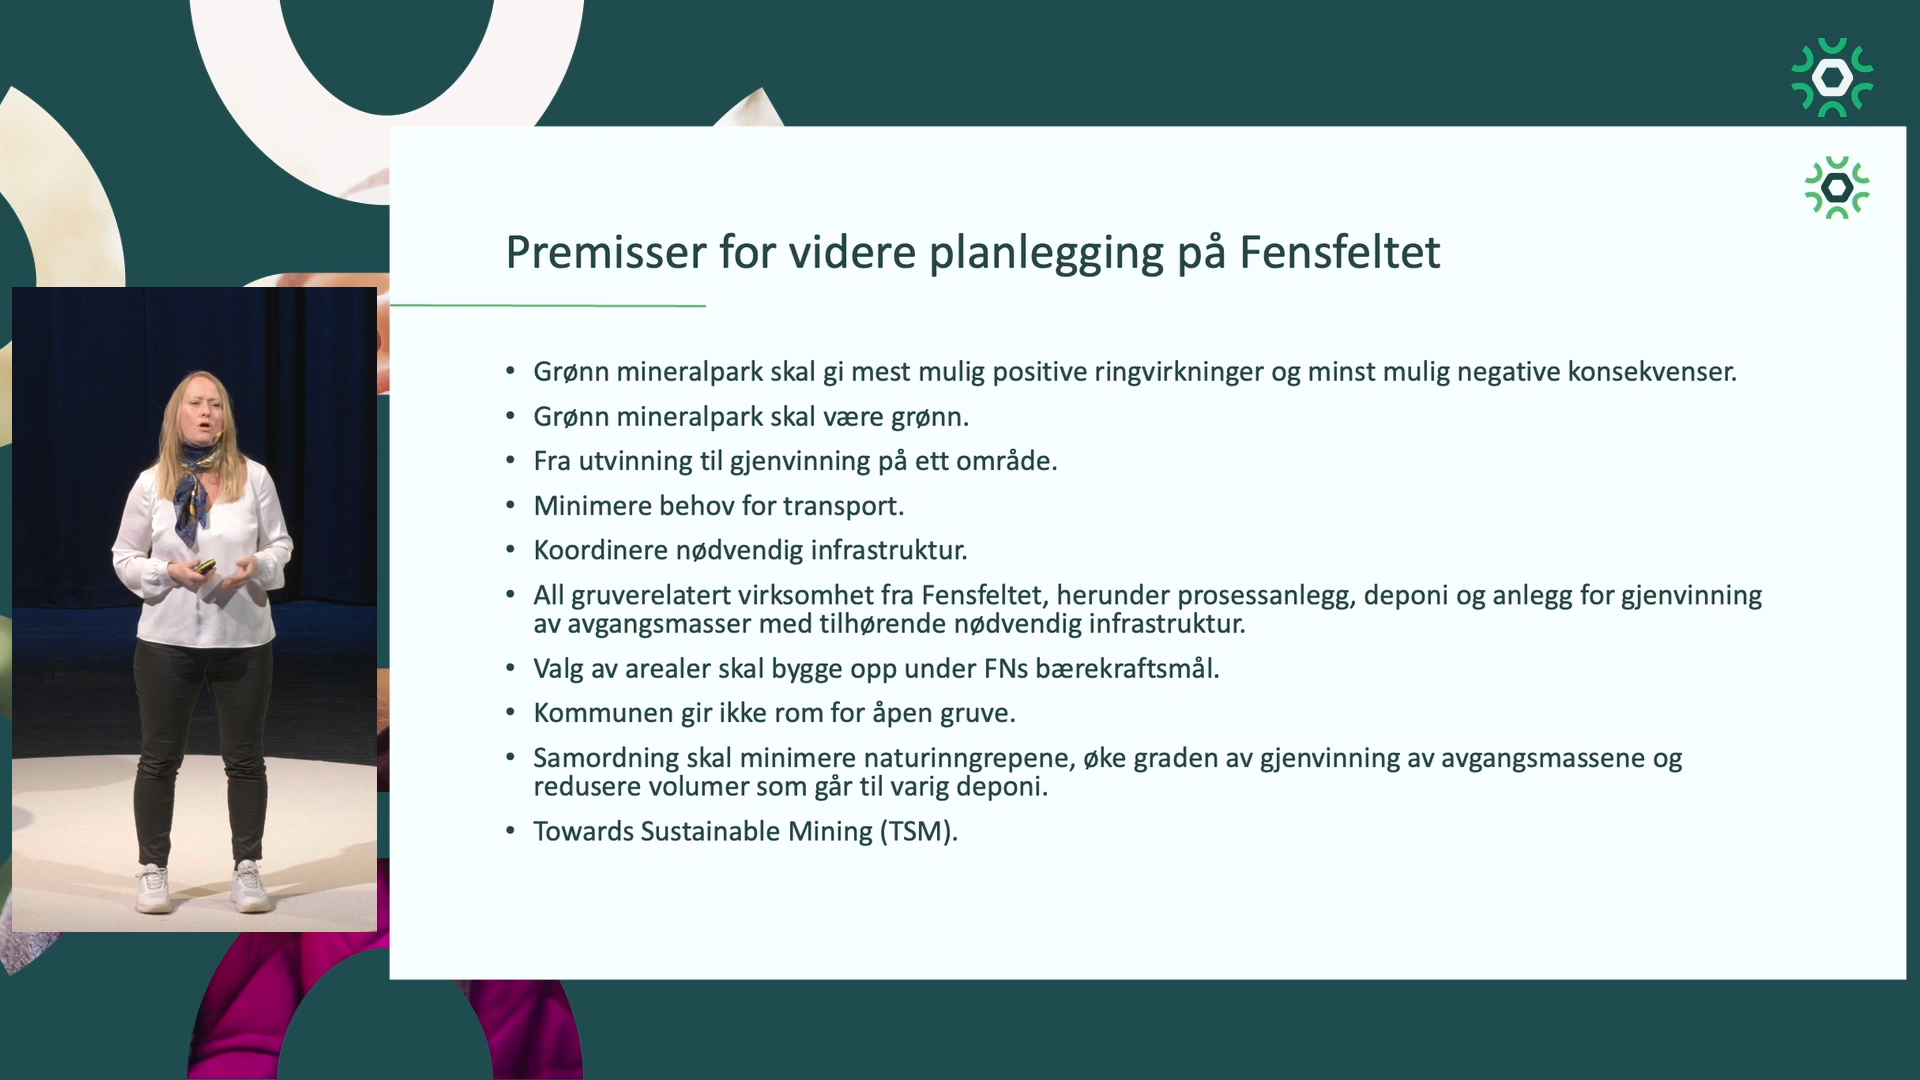 Premisser for videre planlegging på Fensfeltet
• Grønn mineralpark skal gi mest mulig positive ringvirkninger og minst mulig negative konsekvenser.
• Grønn mineralpark skal være grønn.
• Fra utvinning til gjenvinning på ett område.
• Minimere behov for transport.
• Koordinere nødvendig infrastruktur.
• All gruverelatert virksomhet fra Fensfeltet, herunder prosessanlegg, deponi og anlegg for gjenvinning
av avgangsmasser med tilhørende nødvendig infrastruktur.
• Valg av arealer skal bygge opp under FNs bærekraftsmål.
• Kommunen gir ikke rom for åpen gruve.
• Samordning skal minimere naturinngrepene, øke graden av gjenvinning av avgangsmassene og
redusere volumer som går til varig deponi.
• Towards Sustainable Mining (TSM).